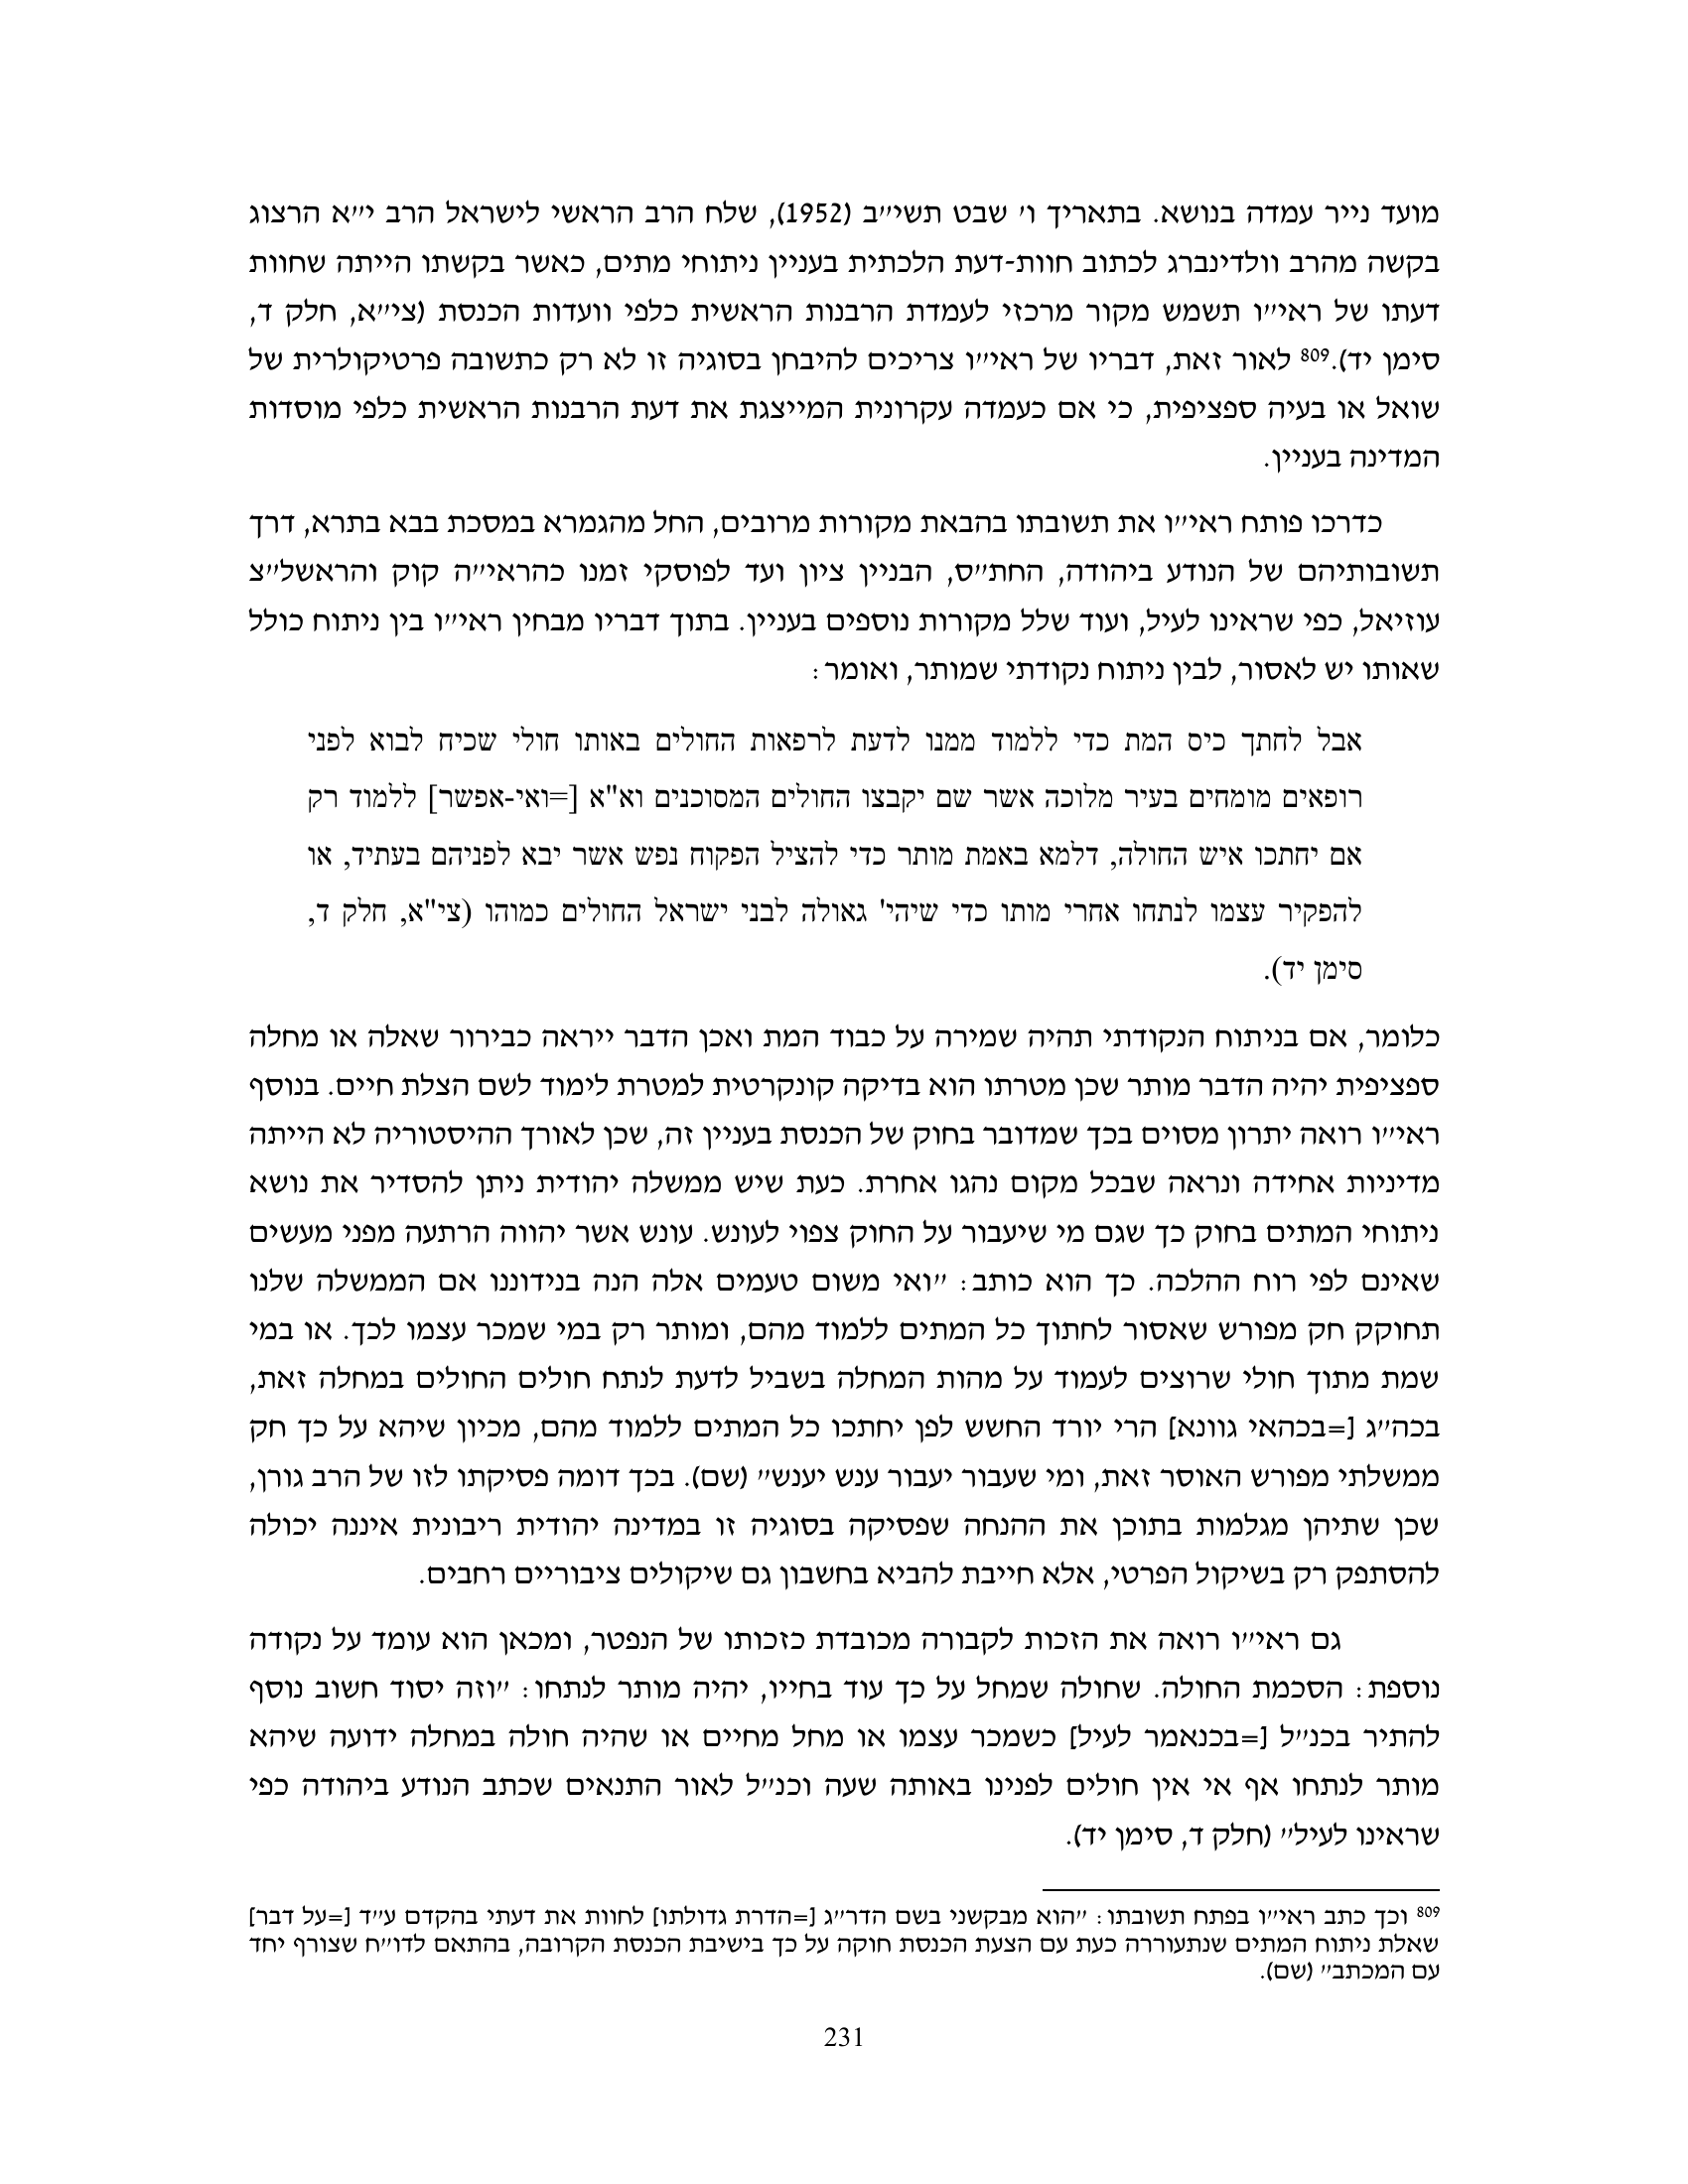 מועד נייר עמדה בנושא. בתאריך ו׳ שבט תשי״ב (1952), שלח הרב הראשי לישראל הרב י״א הרצוג
בקשה מהרב וולדינברג לכתוב חוות-דעת הלכתית בעניין ניתוחי מתים, כאשר בקשתו הייתה שחוות
דעתו של ראי״ו תשמש מקור מרכזי לעמדת הרבנות הראשית כלפי וועדות הכנסת (צי״א, חלק ד,
סימן יד).809 לאור זאת, דבריו של ראי״ו צריכים להיבחן בסוגיה זו לא רק כתשובה פרטיקולרית של
שואל או בעיה ספציפית, כי אם כעמדה עקרונית המייצגת את דעת הרבנות הראשית כלפי מוסדות
המדינה בעניין.
כדרכו פותח ראי״ו את תשובתו בהבאת מקורות מרובים, החל מהגמרא במסכת בבא בתרא, דרך
תשובותיהם של הנודע ביהודה, החת״ס, הבניין ציון ועד לפוסקי זמנו כהראי״ה קוק והראשל״צ
עוזיאל, כפי שראינו לעיל, ועוד שלל מקורות נוספים בעניין. בתוך דבריו מבחין ראי״ו בין ניתוח כולל
שאותו יש לאסור, לבין ניתוח נקודתי שמותר, ואומר:
אבל לחתך כיס המת כדי ללמוד ממנו לדעת לרפאות החולים באותו חולי שכיח לבוא לפני
רופאים מומחים בעיר מלוכה אשר שם יקבצו החולים המסוכנים וא"א [=ואי-אפשר] ללמוד רק
אם יחתכו איש החולה, דלמא באמת מותר כדי להציל הפקוח נפש אשר יבא לפניהם בעתיד, או
להפקיר עצמו לנתחו אחרי מותו כדי שיהי' גאולה לבני ישראל החולים כמוהו (צי"א, חלק ד,
סימן יד).
כלומר, אם בניתוח הנקודתי תהיה שמירה על כבוד המת ואכן הדבר ייראה כבירור שאלה או מחלה
ספציפית יהיה הדבר מותר שכן מטרתו הוא בדיקה קונקרטית למטרת לימוד לשם הצלת חיים. בנוסף
ראי״ו רואה יתרון מסוים בכך שמדובר בחוק של הכנסת בעניין זה, שכן לאורך ההיסטוריה לא הייתה
מדיניות אחידה ונראה שבכל מקום נהגו אחרת. כעת שיש ממשלה יהודית ניתן להסדיר את נושא
ניתוחי המתים בחוק כך שגם מי שיעבור על החוק צפוי לעונש. עונש אשר יהווה הרתעה מפני מעשים
שאינם לפי רוח ההלכה. כך הוא כותב: ״ואי משום טעמים אלה הנה בנידוננו אם הממשלה שלנו
תחוקק חק מפורש שאסור לחתוך כל המתים ללמוד מהם, ומותר רק במי שמכר עצמו לכך. או במי
שמת מתוך חולי שרוצים לעמוד על מהות המחלה בשביל לדעת לנתח חולים החולים במחלה זאת,
בכה״ג [=בכהאי גוונא] הרי יורד החשש לפן יחתכו כל המתים ללמוד מהם, מכיון שיהא על כך חק
ממשלתי מפורש האוסר זאת, ומי שעבור יעבור ענש יענש״ (שם). בכך דומה פסיקתו לזו של הרב גורן,
שכן שתיהן מגלמות בתוכן את ההנחה שפסיקה בסוגיה זו במדינה יהודית ריבונית איננה יכולה
להסתפק רק בשיקול הפרטי, אלא חייבת להביא בחשבון גם שיקולים ציבוריים רחבים.
גם ראי״ו רואה את הזכות לקבורה מכובדת כזכותו של הנפטר, ומכאן הוא עומד על נקודה
נוספת: הסכמת החולה. שחולה שמחל על כך עוד בחייו, יהיה מותר לנתחו: ״וזה יסוד חשוב נוסף
להתיר בכנ״ל [=בכנאמר לעיל] כשמכר עצמו או מחל מחיים או שהיה חולה במחלה ידועה שיהא
מותר לנתחו אף אי אין חולים לפנינו באותה שעה וכנ״ל לאור התנאים שכתב הנודע ביהודה כפי
שראינו לעיל״ (חלק ד, סימן יד).
809 וכך כתב ראי״ו בפתח תשובתו: ״הוא מבקשני בשם הדר״ג [=הדרת גדולתו] לחוות את דעתי בהקדם ע״ד [=על דבר]
שאלת ניתוח המתים שנתעוררה כעת עם הצעת הכנסת חוקה על כך בישיבת הכנסת הקרובה, בהתאם לדו״ח שצורף יחד
עם המכתב״ (שם).
231